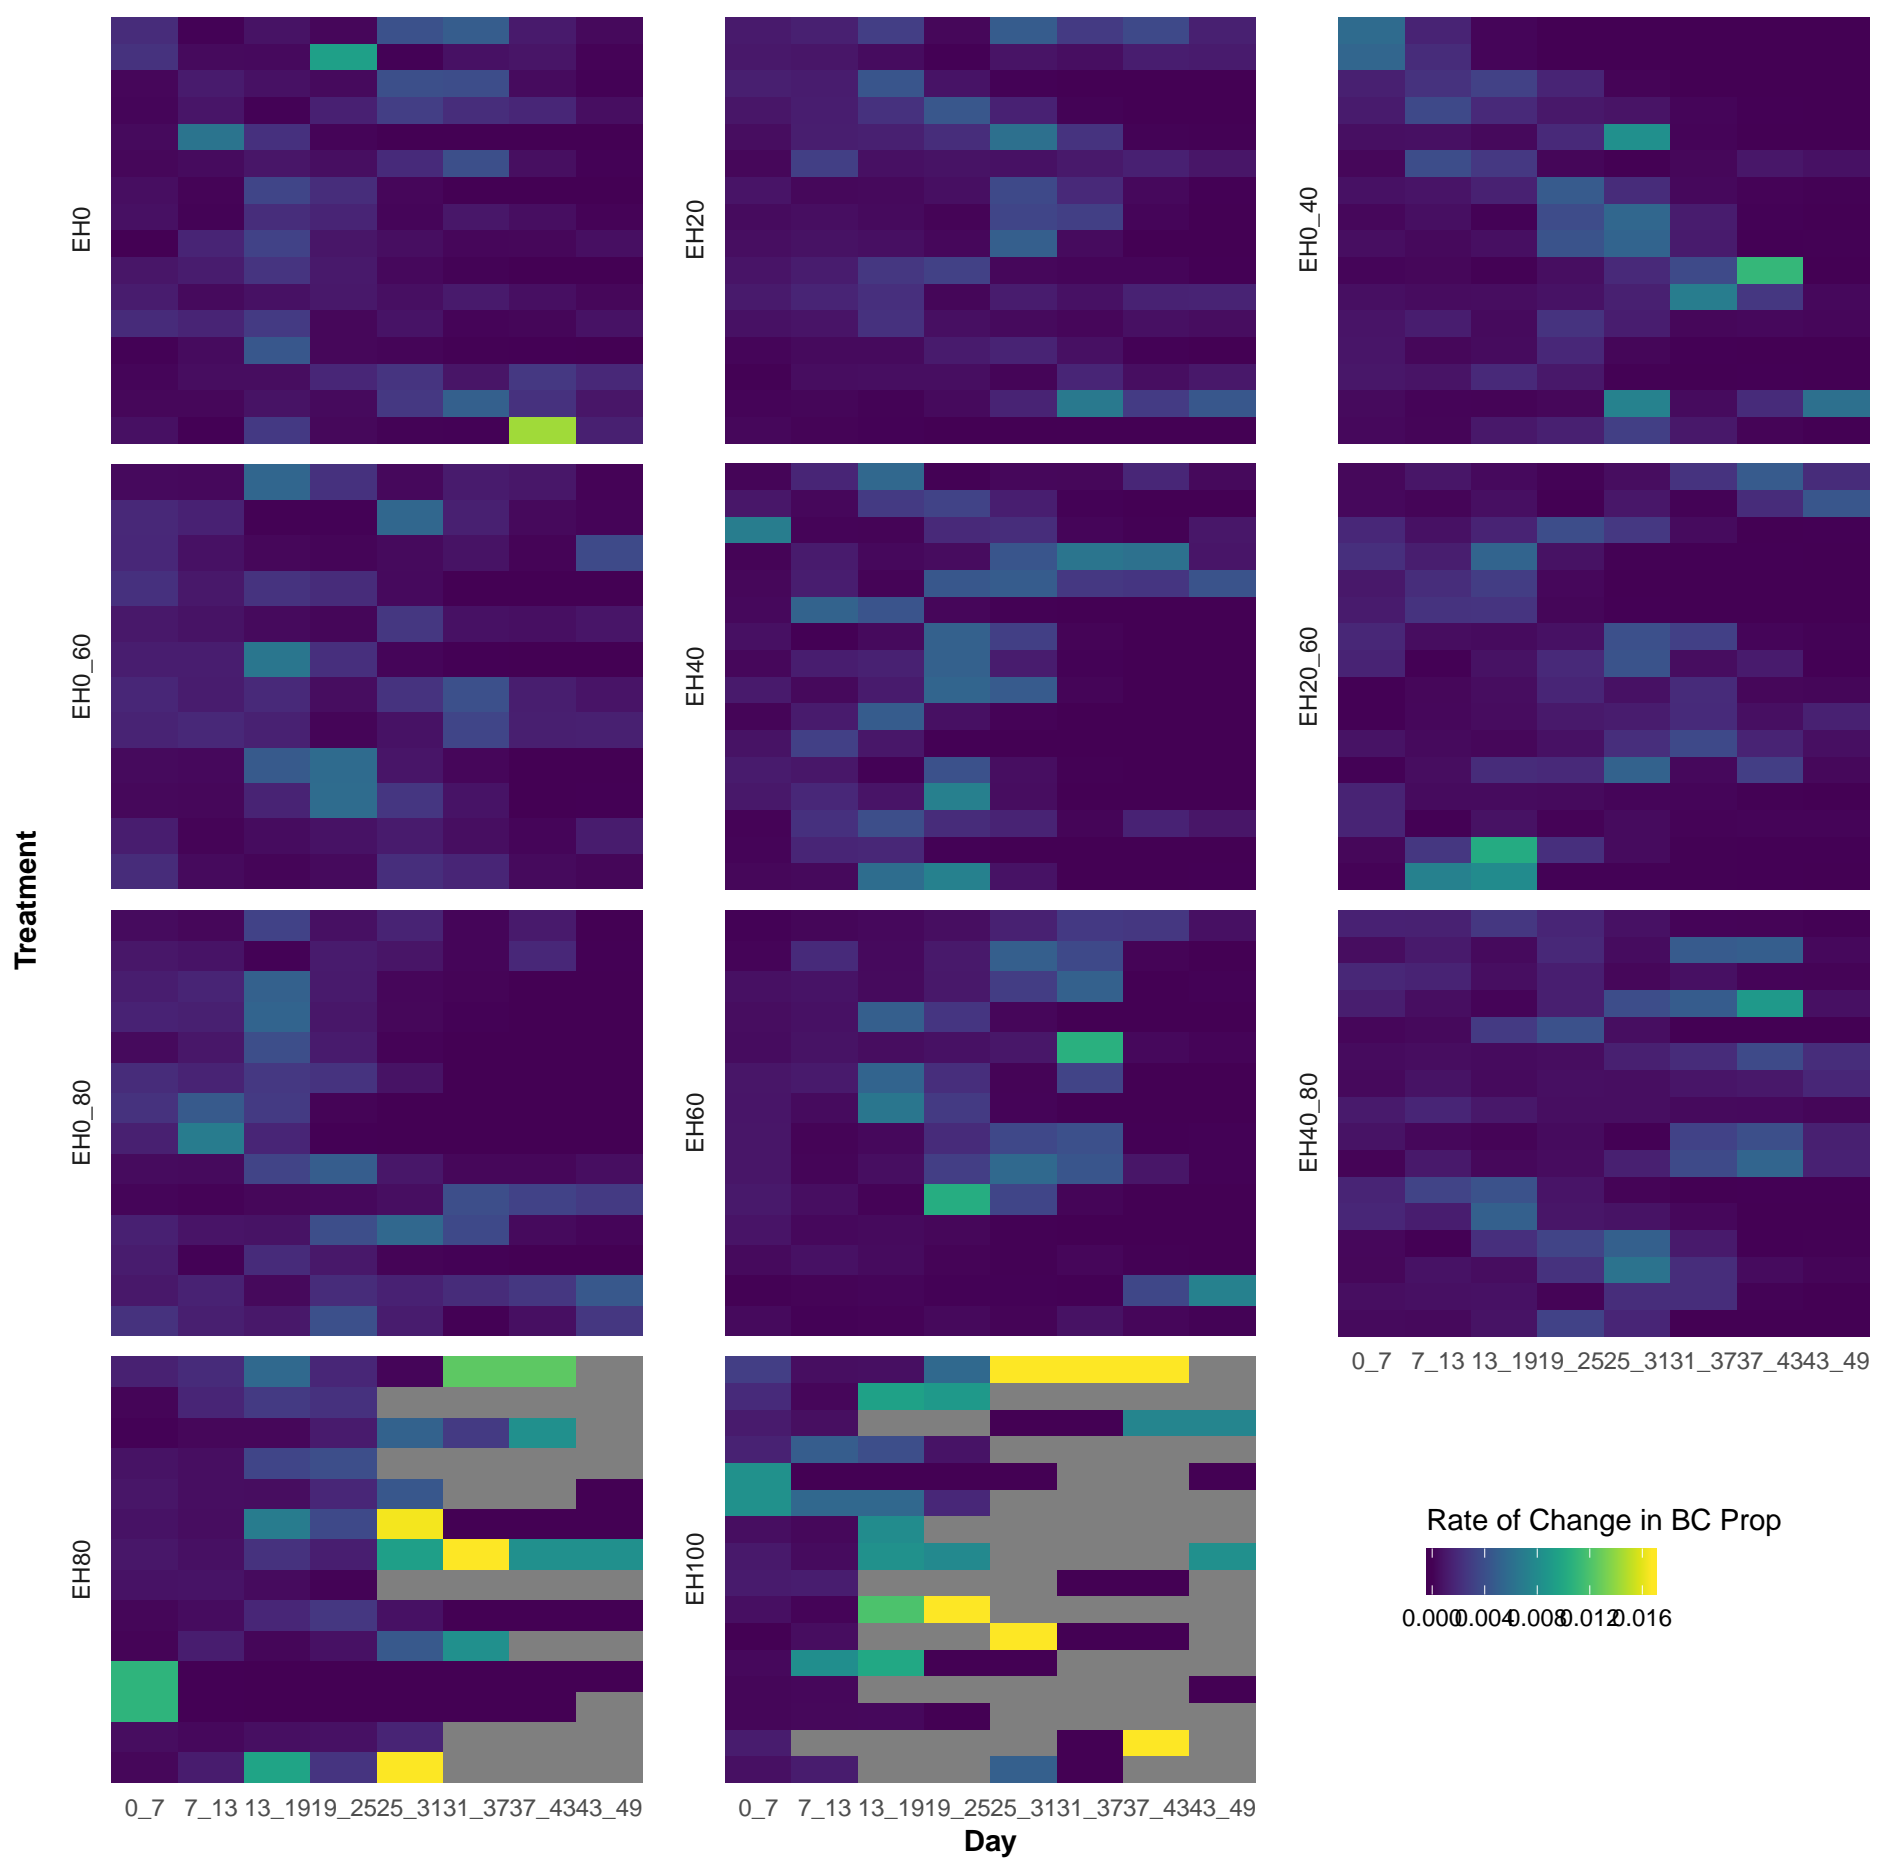 EH0
EH20
EH0_40
EH0_60
EH40
EH20_60
EH0_80
EH60
EH40_80
0_7 7_13 13_19 19_25 25_31 31_37 37_43 43_49
EH80
EH100
Treatment
Rate of Change in BC Prop
0.000 0.004 0.008 0.012 0.016
0_7 7_13 13_19 19_25 25_31 31_37 37_43 43_49
0_7 7_13 13_19 19_25 25_31 31_37 37_43 43_49
Day